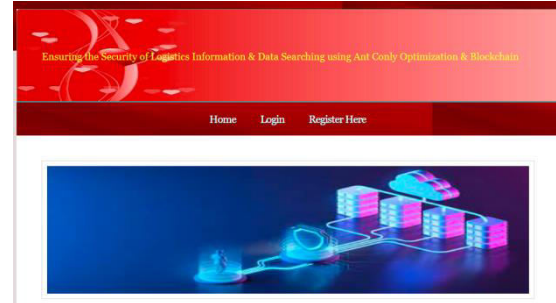 Ensuring the Security of Logistics Information & Data Searching using Ant Conly Optimization & Blockchain
Home Login Register Here